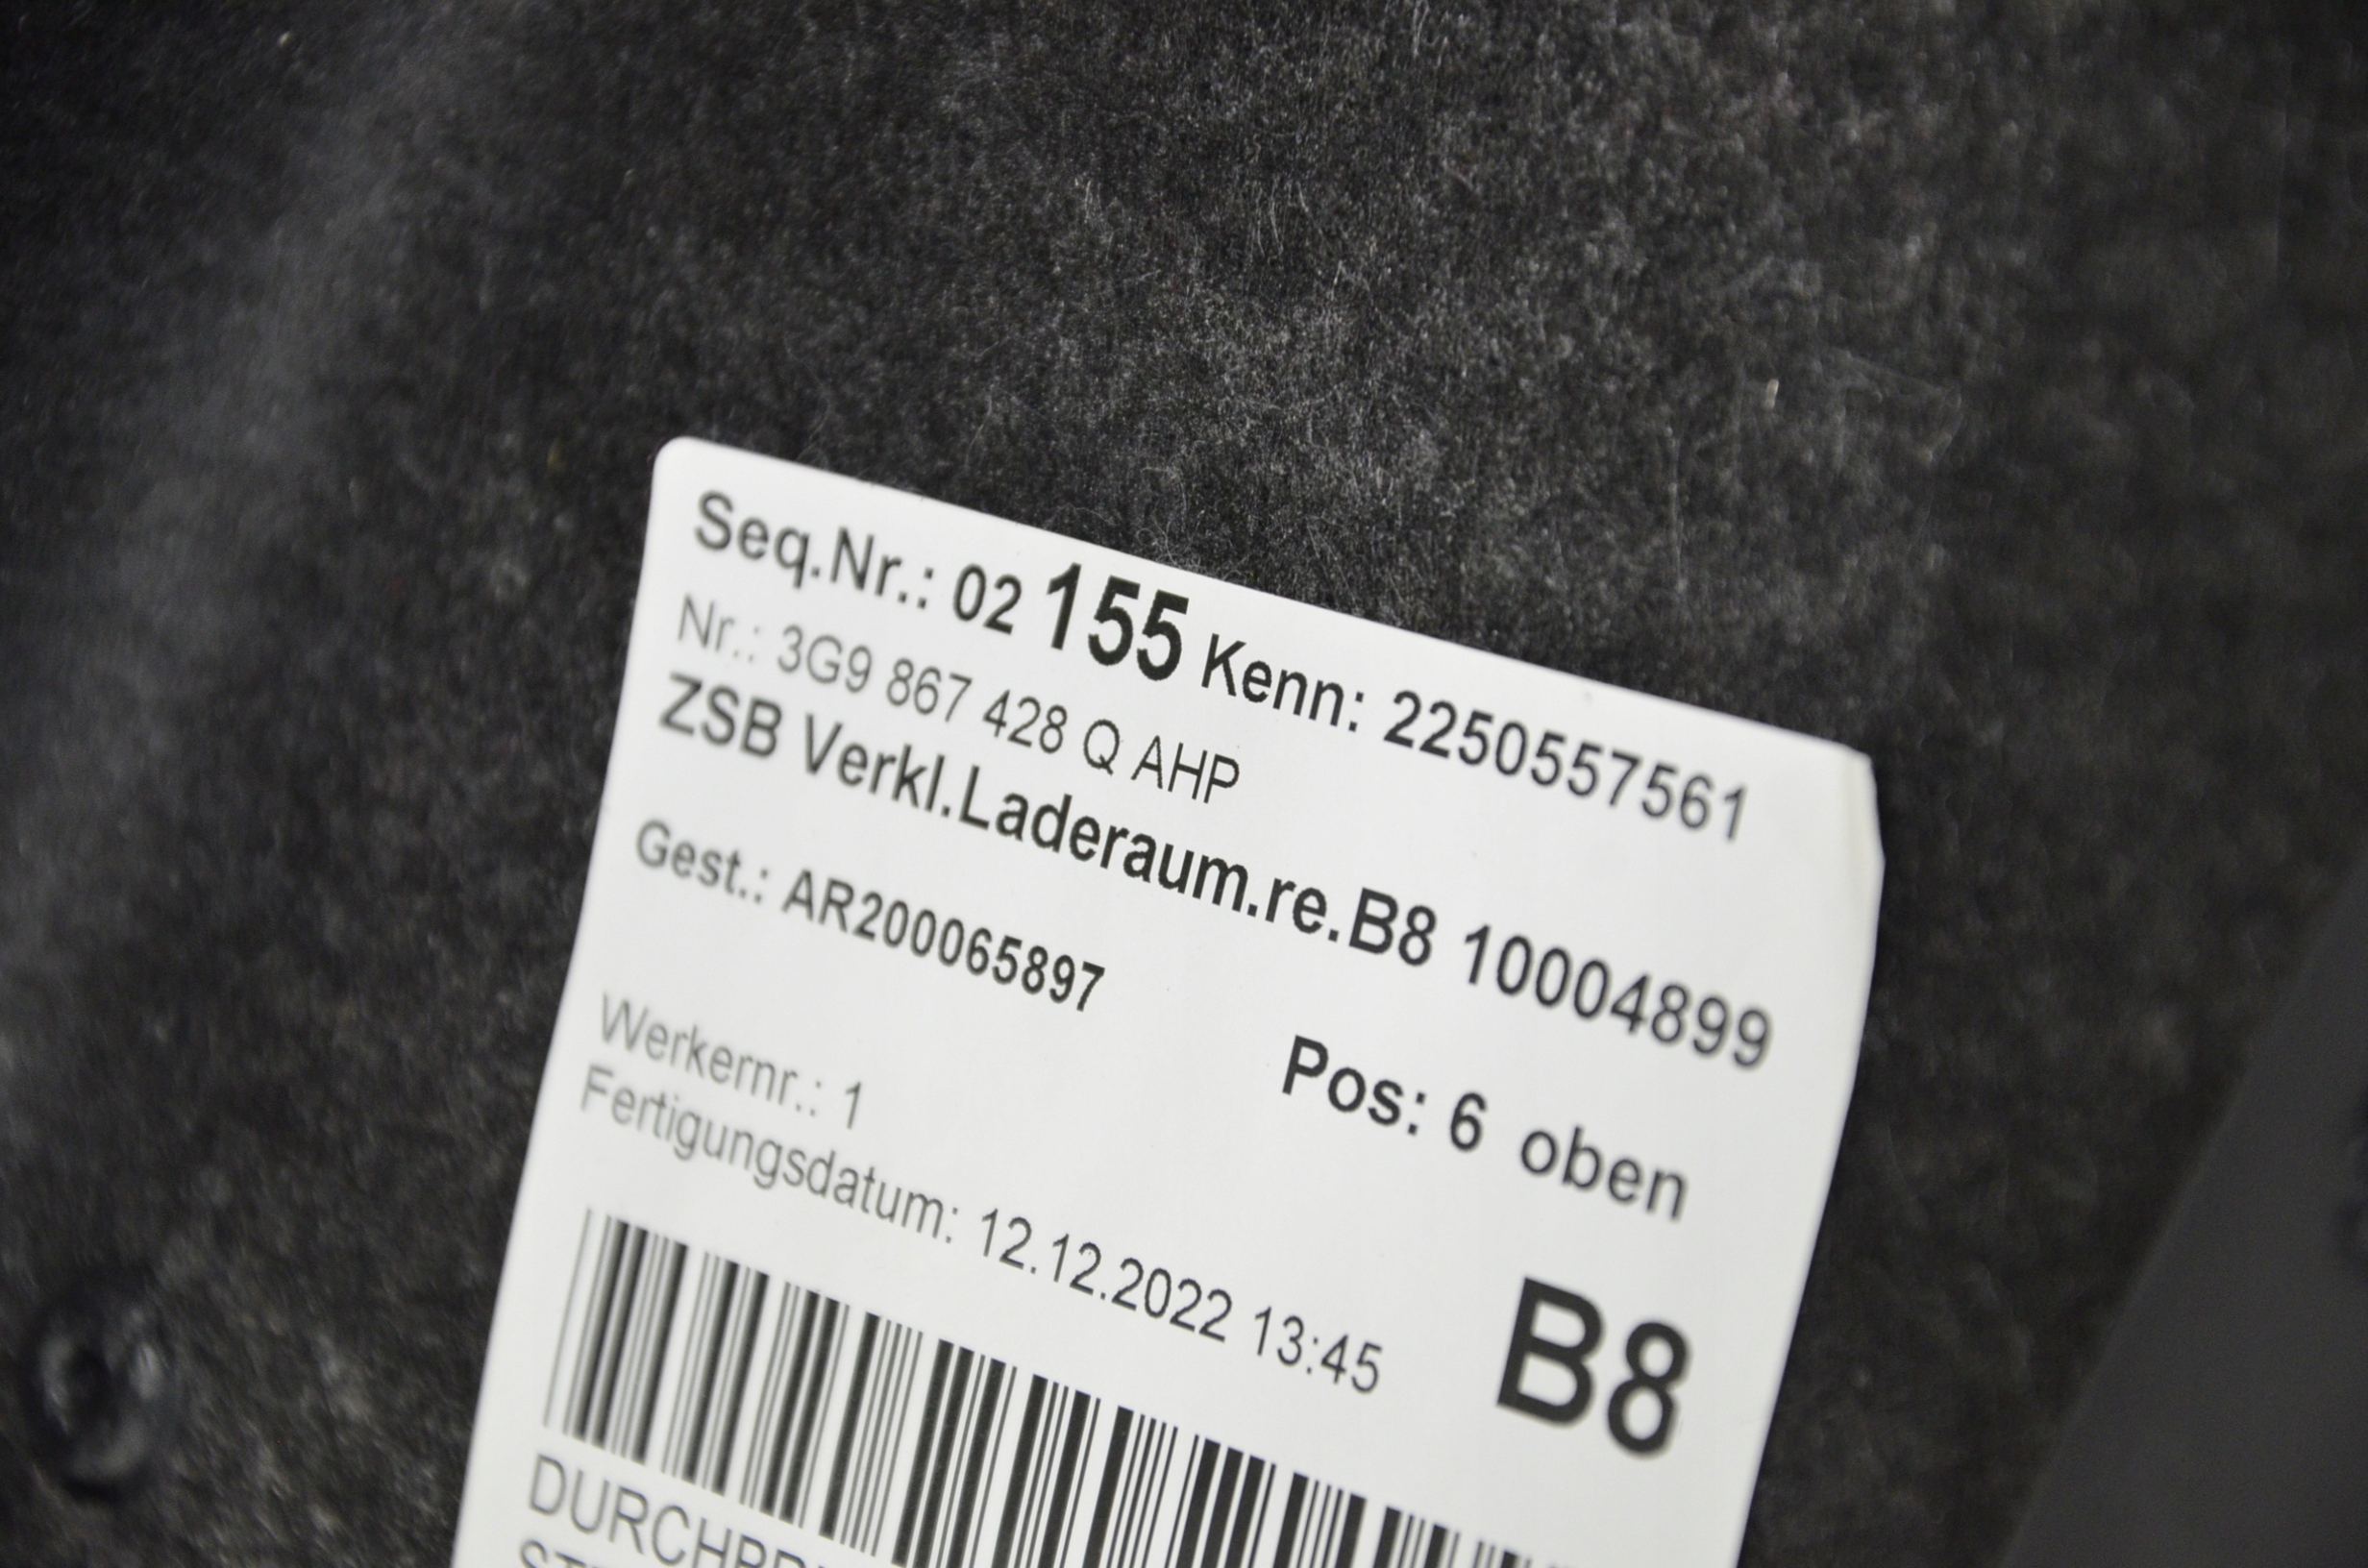 Seq.Nr.: 02 155 Kenn: 2250557561
Nr.: 3G9 867 428 Q AHP
ZSB Verkl.Laderaum.re.B8 10004899
Gest.: AR200065897
Pos: 6 oben
Werkernr.: 1
Fertigungsdatum: 12.12.2022 13:45
B8